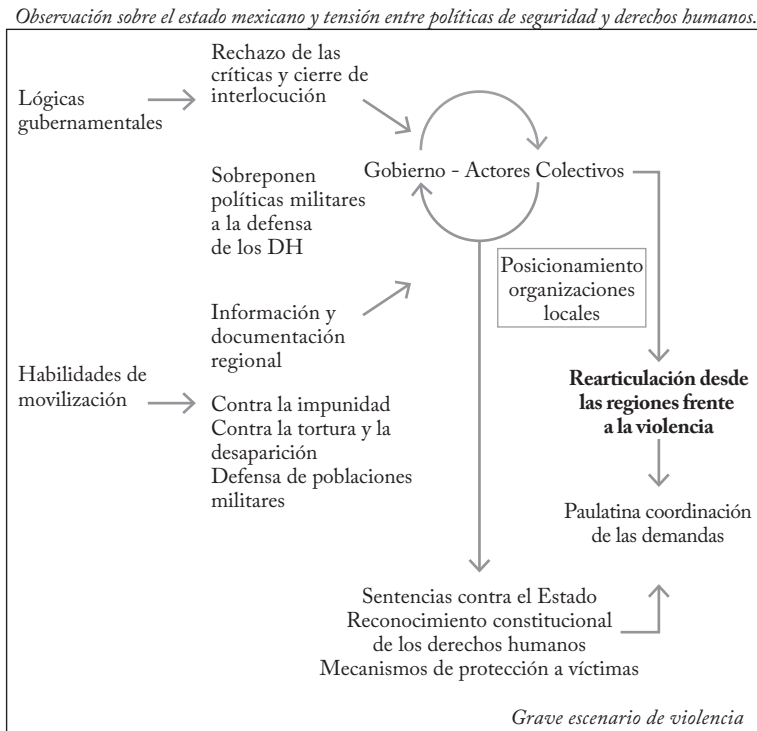 Observación sobre el estado mexicano y tensión entre políticas de seguridad y derechos humanos.
Lógicas
gubernamentales
Rechazo de las
críticas y cierre de
interlocución
Sobreponen
políticas militares
a la defensa
de los DH
Gobierno - Actores Colectivos
Posicionamiento
organizaciones
locales
Habilidades de
movilización
Información y
documentación
regional
Contra la impunidad
Contra la tortura y la
desaparición
Defensa de poblaciones
militares
Rearticulación desde
las regiones frente
a la violencia
Paulatina coordinación
de las demandas
Sentencias contra el Estado
Reconocimiento constitucional
de los derechos humanos
Mecanismos de protección a víctimas
Grave escenario de violencia